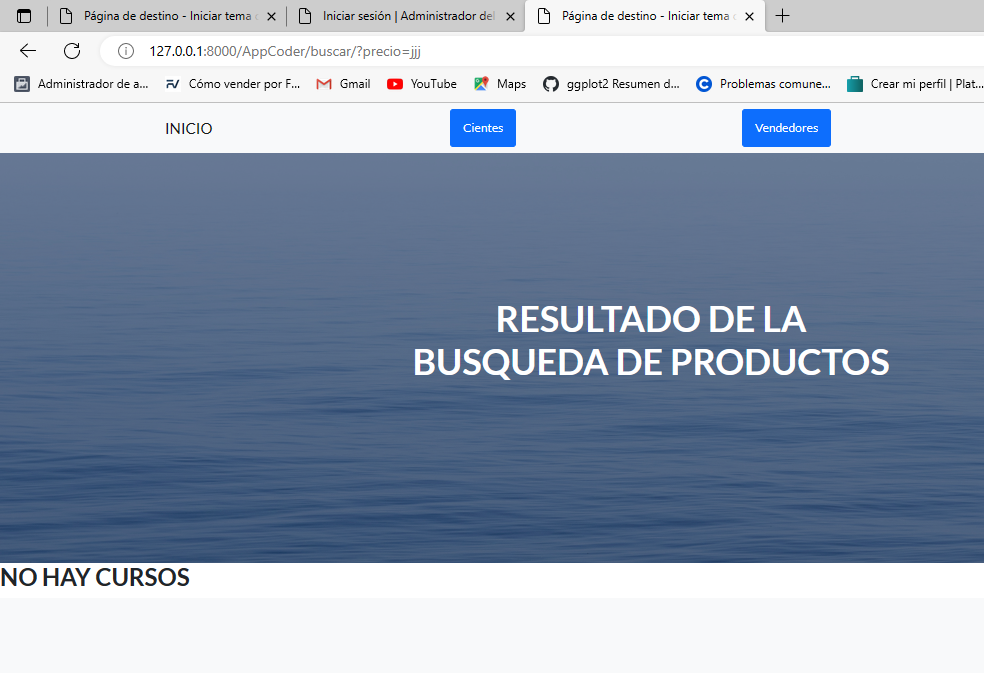 Página de destino - Iniciar tema
Iniciar sesión | Administrador del
Página de destino - Iniciar tema
127.0.0.1:8000/AppCoder/buscar/?precio=jjj
Administrador de a...
Cómo vender por F...
Gmail
YouTube
Maps
ggplot2 Resumen d...
Problemas comune...
Crear mi perfil | Plat...
INICIO
Cientes
Vendedores
RESULTADO DE LA
BUSQUEDA DE PRODUCTOS
NO HAY CURSOS